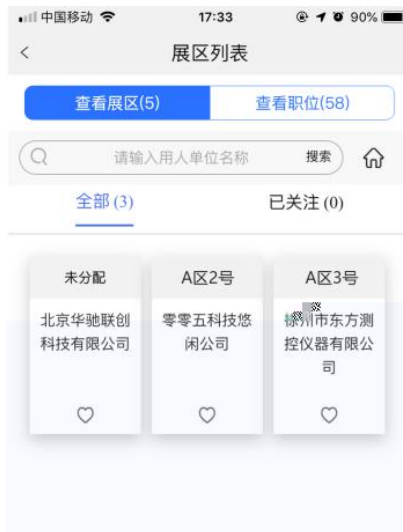 中国移动 17:33 90%
展区列表
查看展区(5) 查看职位(58)
请输入用人单位名称 搜索
全部 (3) 已关注 (0)
未分配 A区2号 A区3号
北京华驰联创 零零五科技悠 徐州市东方测
科技有限公司 闲公司 控仪器有限公
司